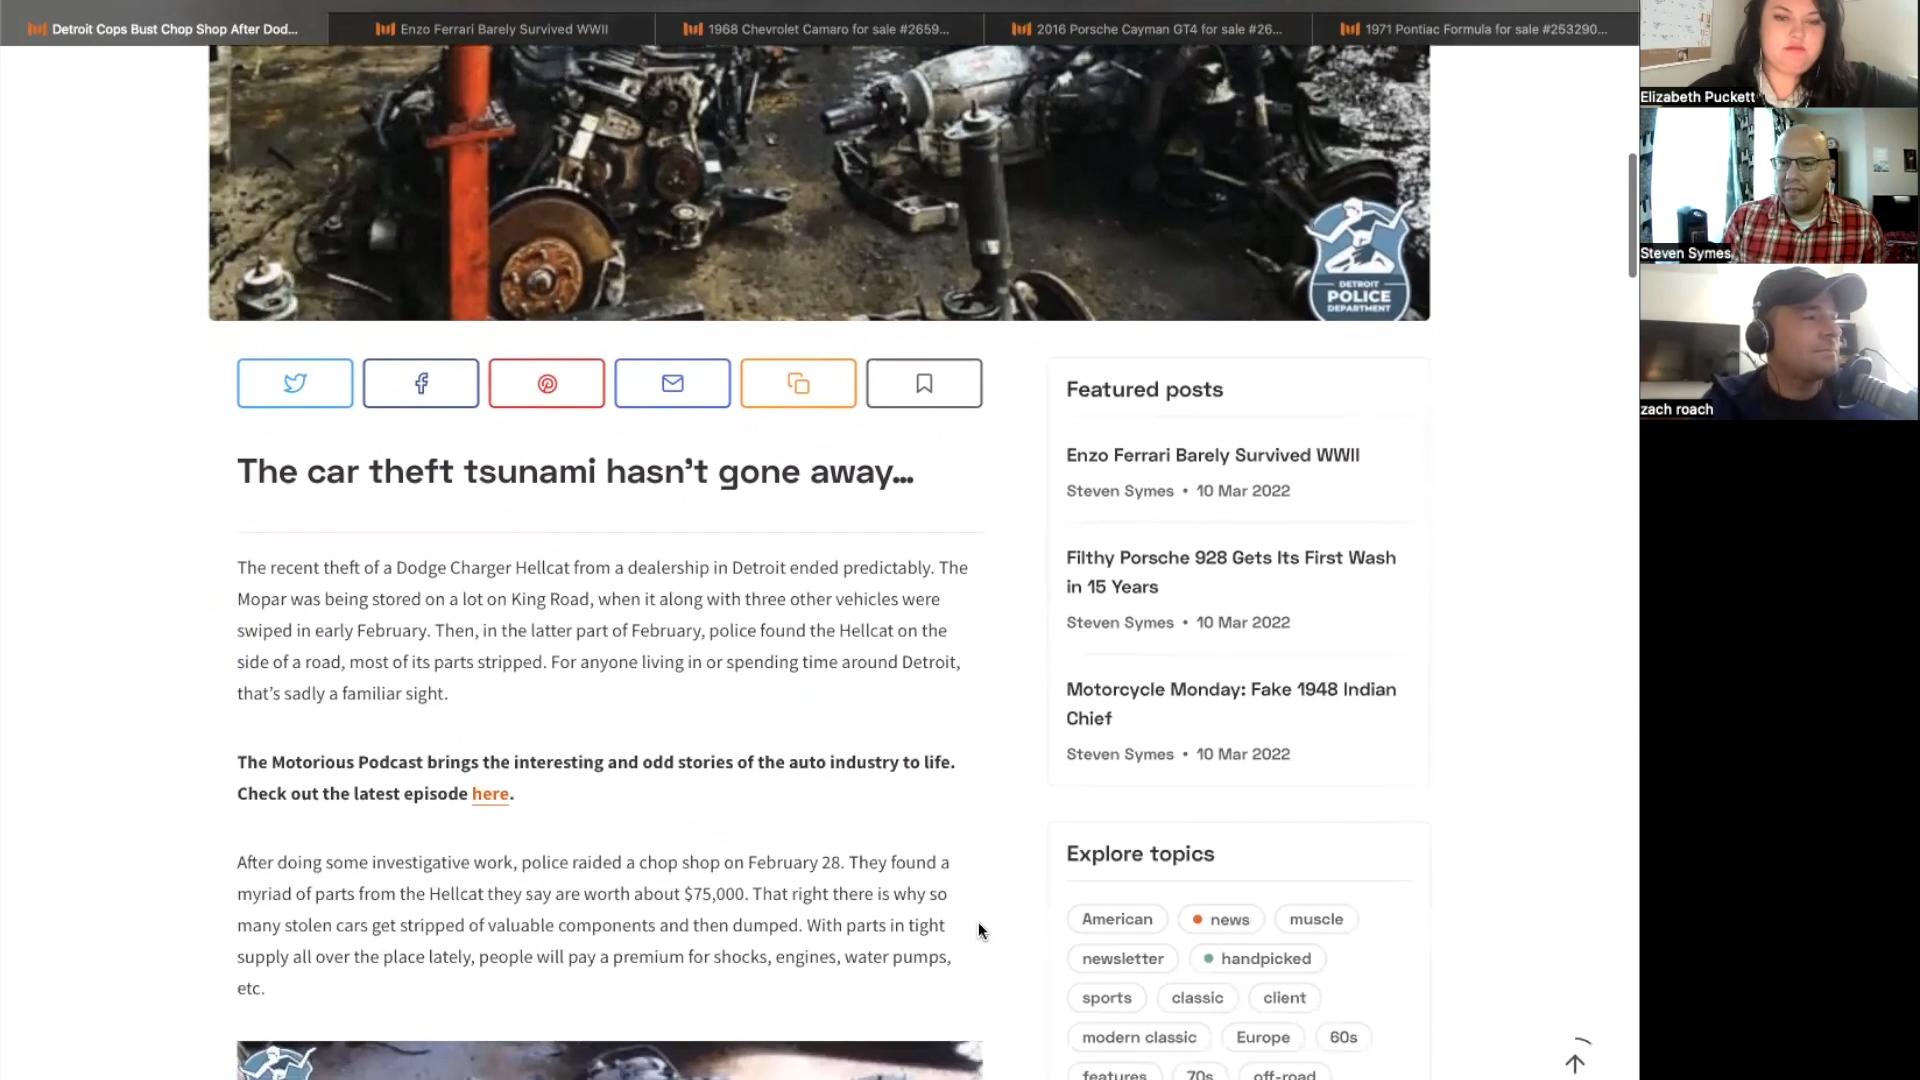 Detroit Cops Bust Chop Shop After Dod...
Enzo Ferrari Barely Survived WWII
1968 Chevrolet Camaro for sale #2659...
2016 Porsche Cayman GT4 for sale #26...
1971 Pontiac Formula for sale #253290...
Elizabeth Puckett
Steven Symes
zach roach
DETROIT
POLICE
DEPARTMENT
The car theft tsunami hasn't gone away...
The recent theft of a Dodge Charger Hellcat from a dealership in Detroit ended predictably. The
Mopar was being stored on a lot on King Road, when it along with three other vehicles were
swiped in early February. Then, in the latter part of February, police found the Hellcat on the
side of a road, most of its parts stripped. For anyone living in or spending time around Detroit,
that's sadly a familiar sight.
The Motorious Podcast brings the interesting and odd stories of the auto industry to life.
Check out the latest episode here.
After doing some investigative work, police raided a chop shop on February 28. They found a
myriad of parts from the Hellcat they say are worth about $75,000. That right there is why so
many stolen cars get stripped of valuable components and then dumped. With parts in tight
supply all over the place lately, people will pay a premium for shocks, engines, water pumps,
etc.
Featured posts
Enzo Ferrari Barely Survived WWII
Steven Symes • 10 Mar 2022
Filthy Porsche 928 Gets Its First Wash
in 15 Years
Steven Symes • 10 Mar 2022
Motorcycle Monday: Fake 1948 Indian
Chief
Steven Symes • 10 Mar 2022
Explore topics
American news muscle
newsletter handpicked
sports classic client
modern classic Europe 60s
features 70s off-road